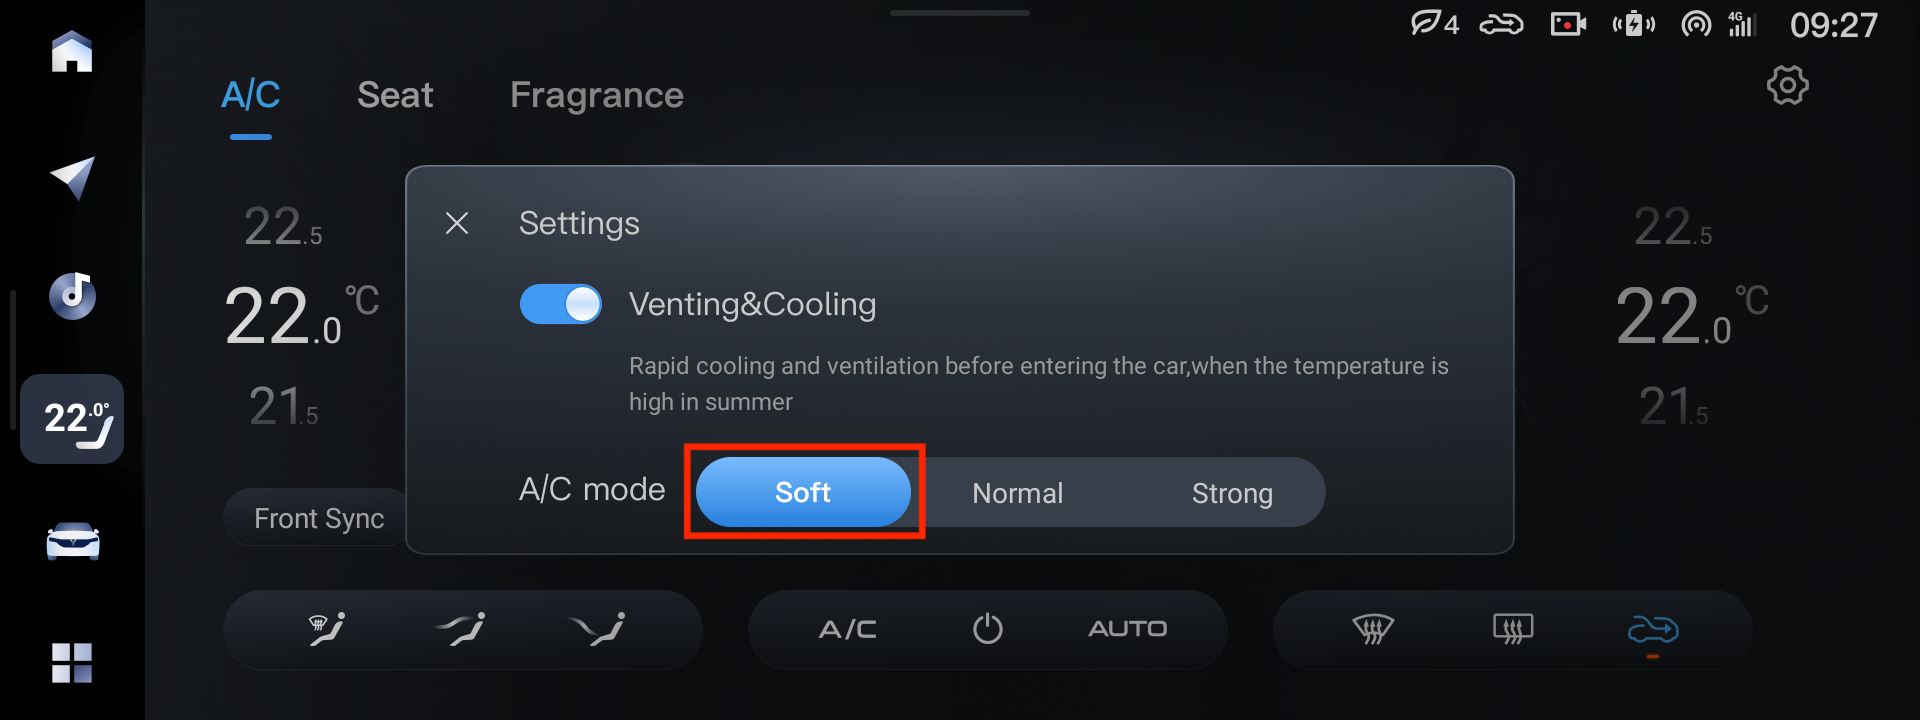 4
4G
09:27
A/C
Seat
Fragrance
22.5
22.0 ℃
21.5
22.0°
Settings
Venting&Cooling
Rapid cooling and ventilation before entering the car,when the temperature is
high in summer
A/C mode
Soft
Normal
Strong
22.5
22.0 ℃
21.5
Front Sync
A/C
AUTO